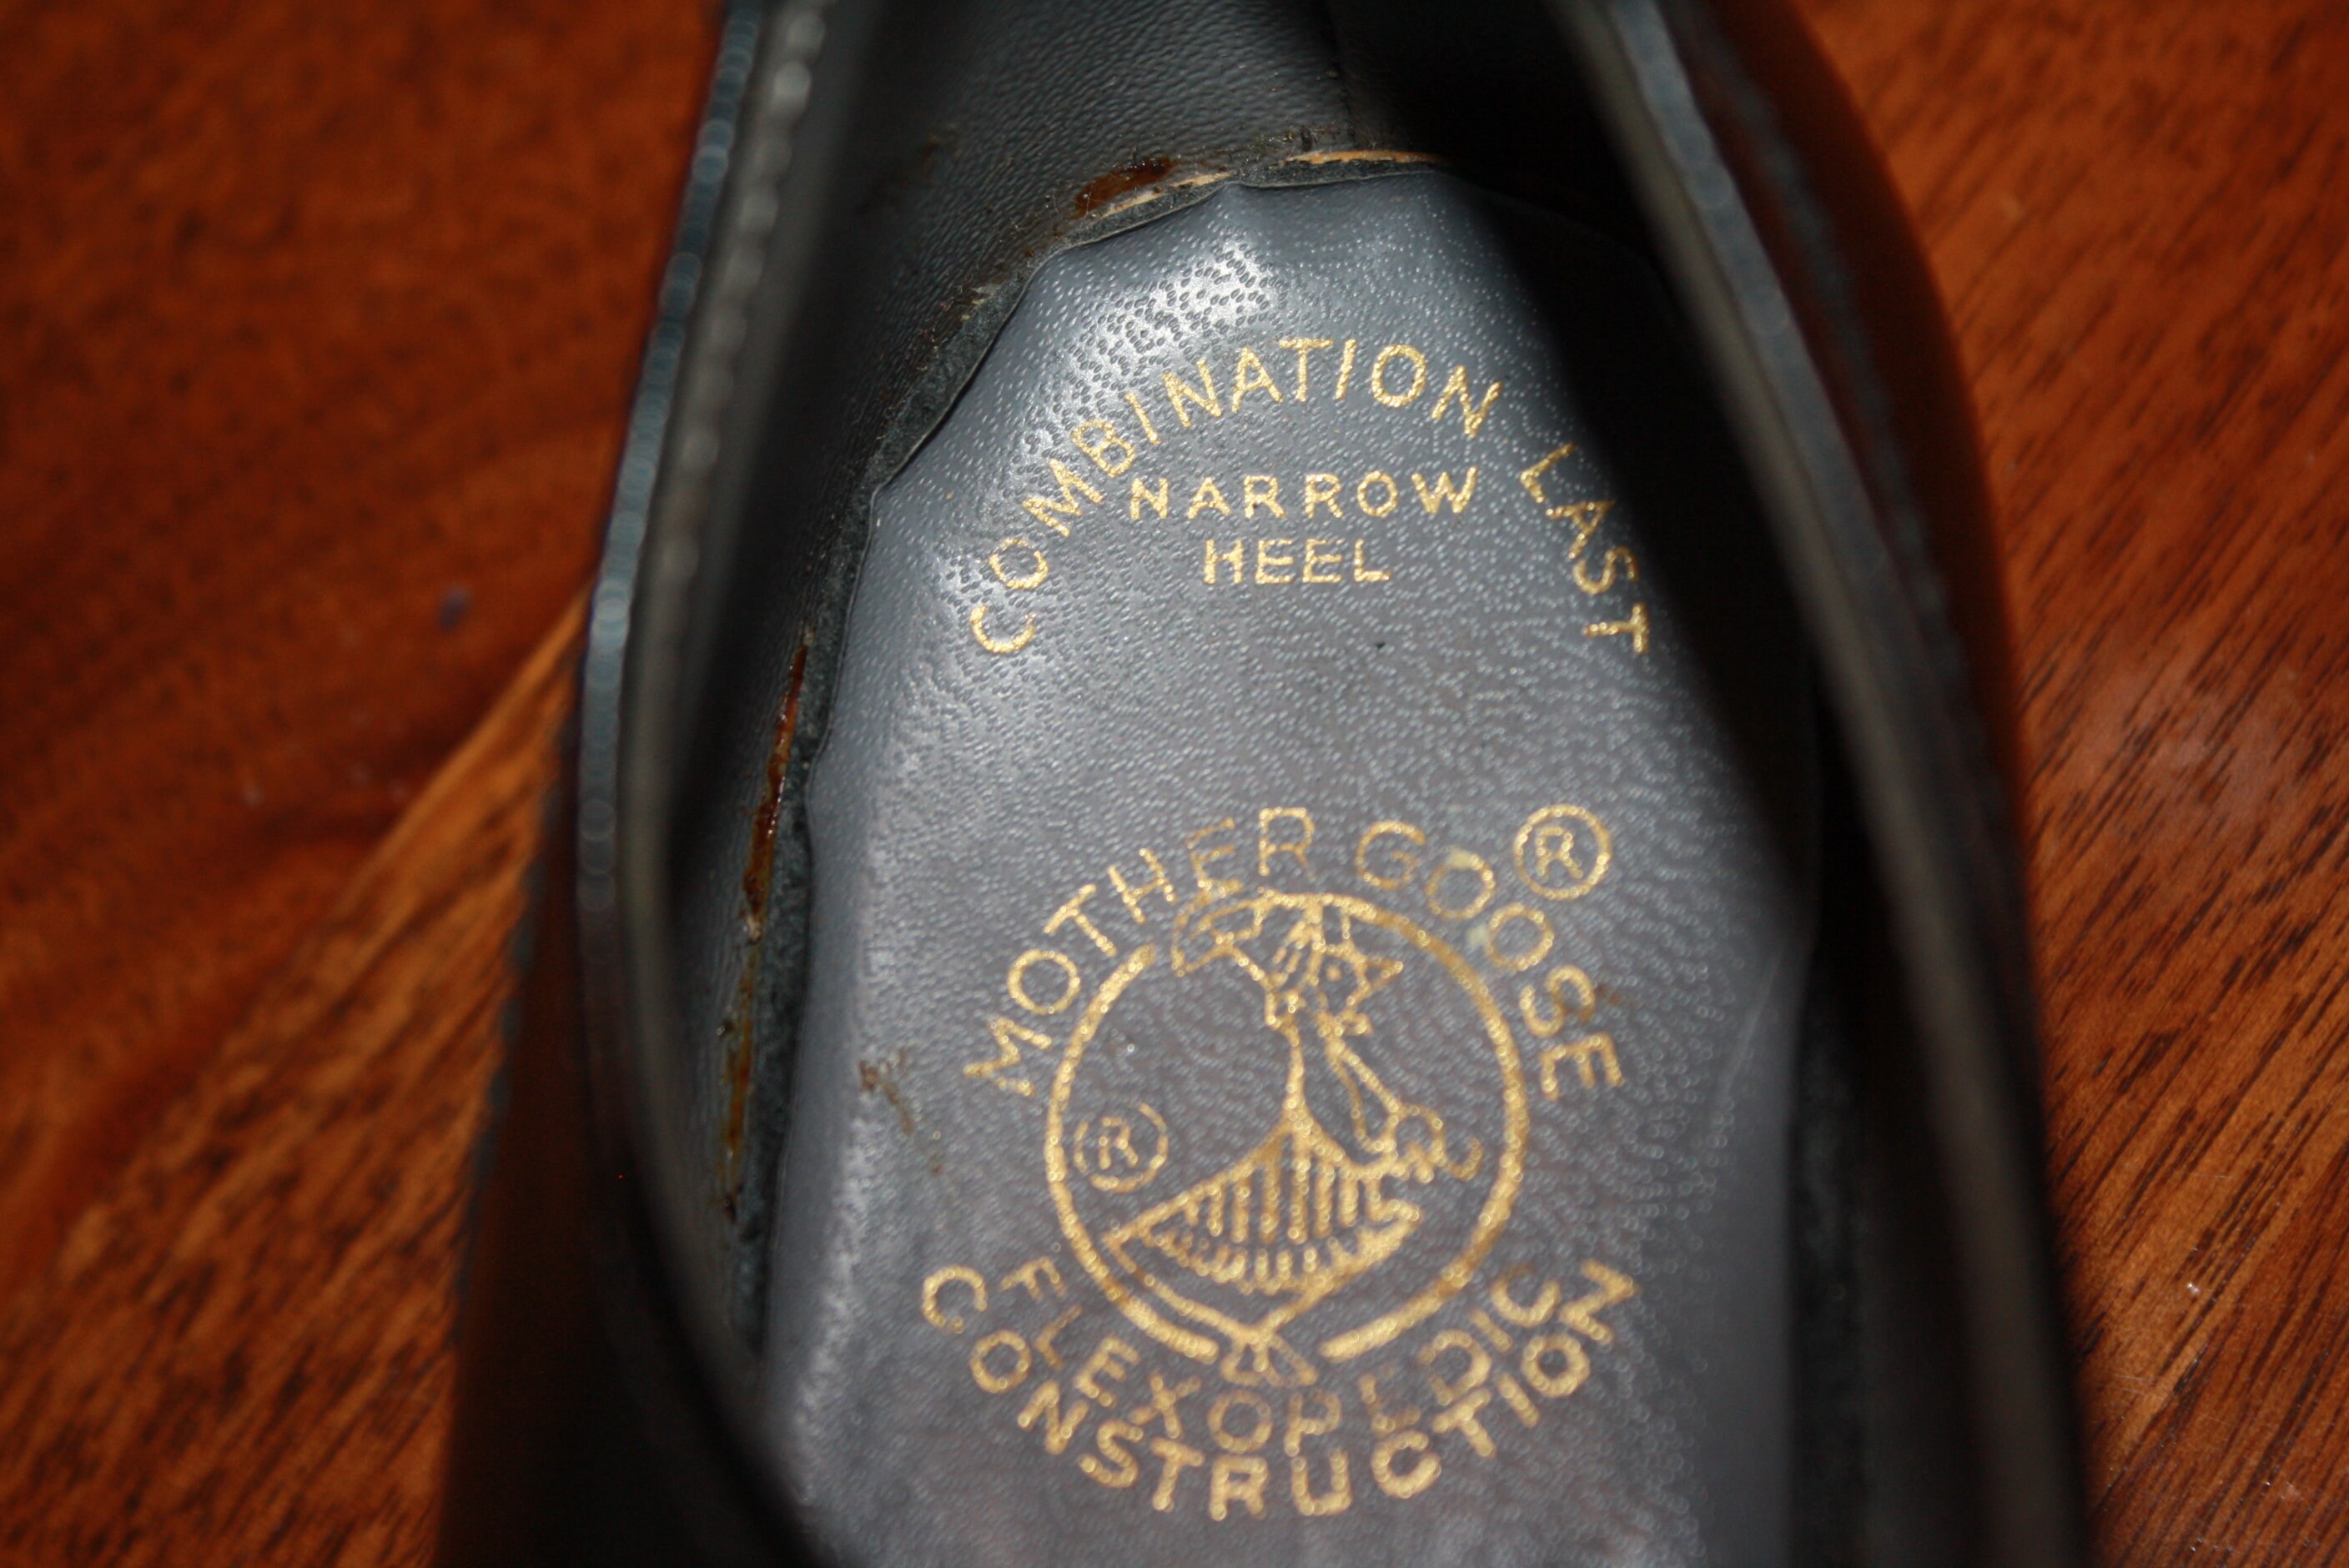 COMBINATION LAST
NARROW
HEEL
MOTHER GOOSE ®
®
FLEXOPEDIC
CONSTRUCTION